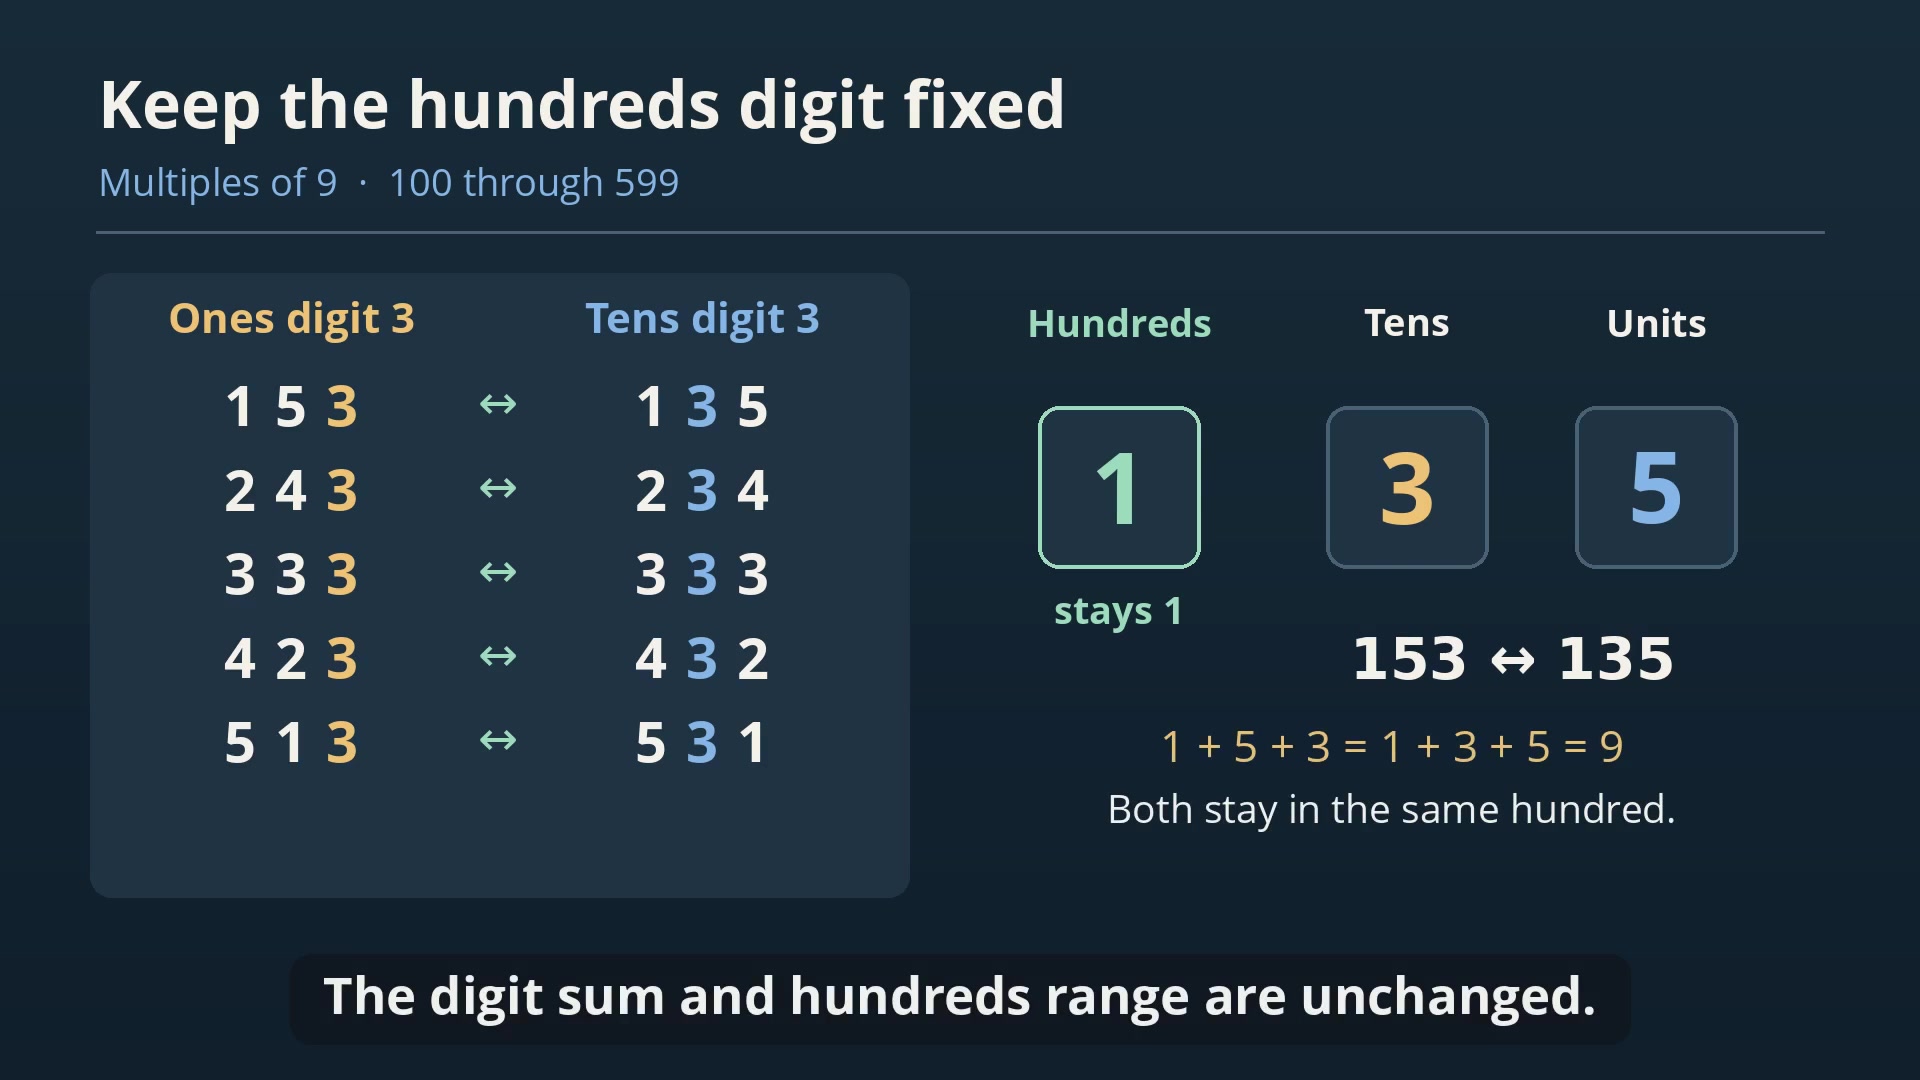 Keep the hundreds digit fixed
Multiples of 9 · 100 through 599
Ones digit 3 Tens digit 3
1 5 3 ↔ 1 3 5
2 4 3 ↔ 2 3 4
3 3 3 ↔ 3 3 3
4 2 3 ↔ 4 3 2
5 1 3 ↔ 5 3 1
Hundreds Tens Units
1 3 5
stays 1
153 ↔ 135
1 + 5 + 3 = 1 + 3 + 5 = 9
Both stay in the same hundred.
The digit sum and hundreds range are unchanged.